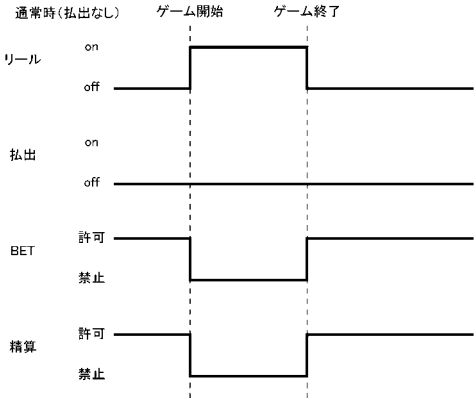 通常時(払出なし) ゲーム開始 ゲーム終了
リール on
off
払出 on
off
BET 許可
禁止
精算 許可
禁止